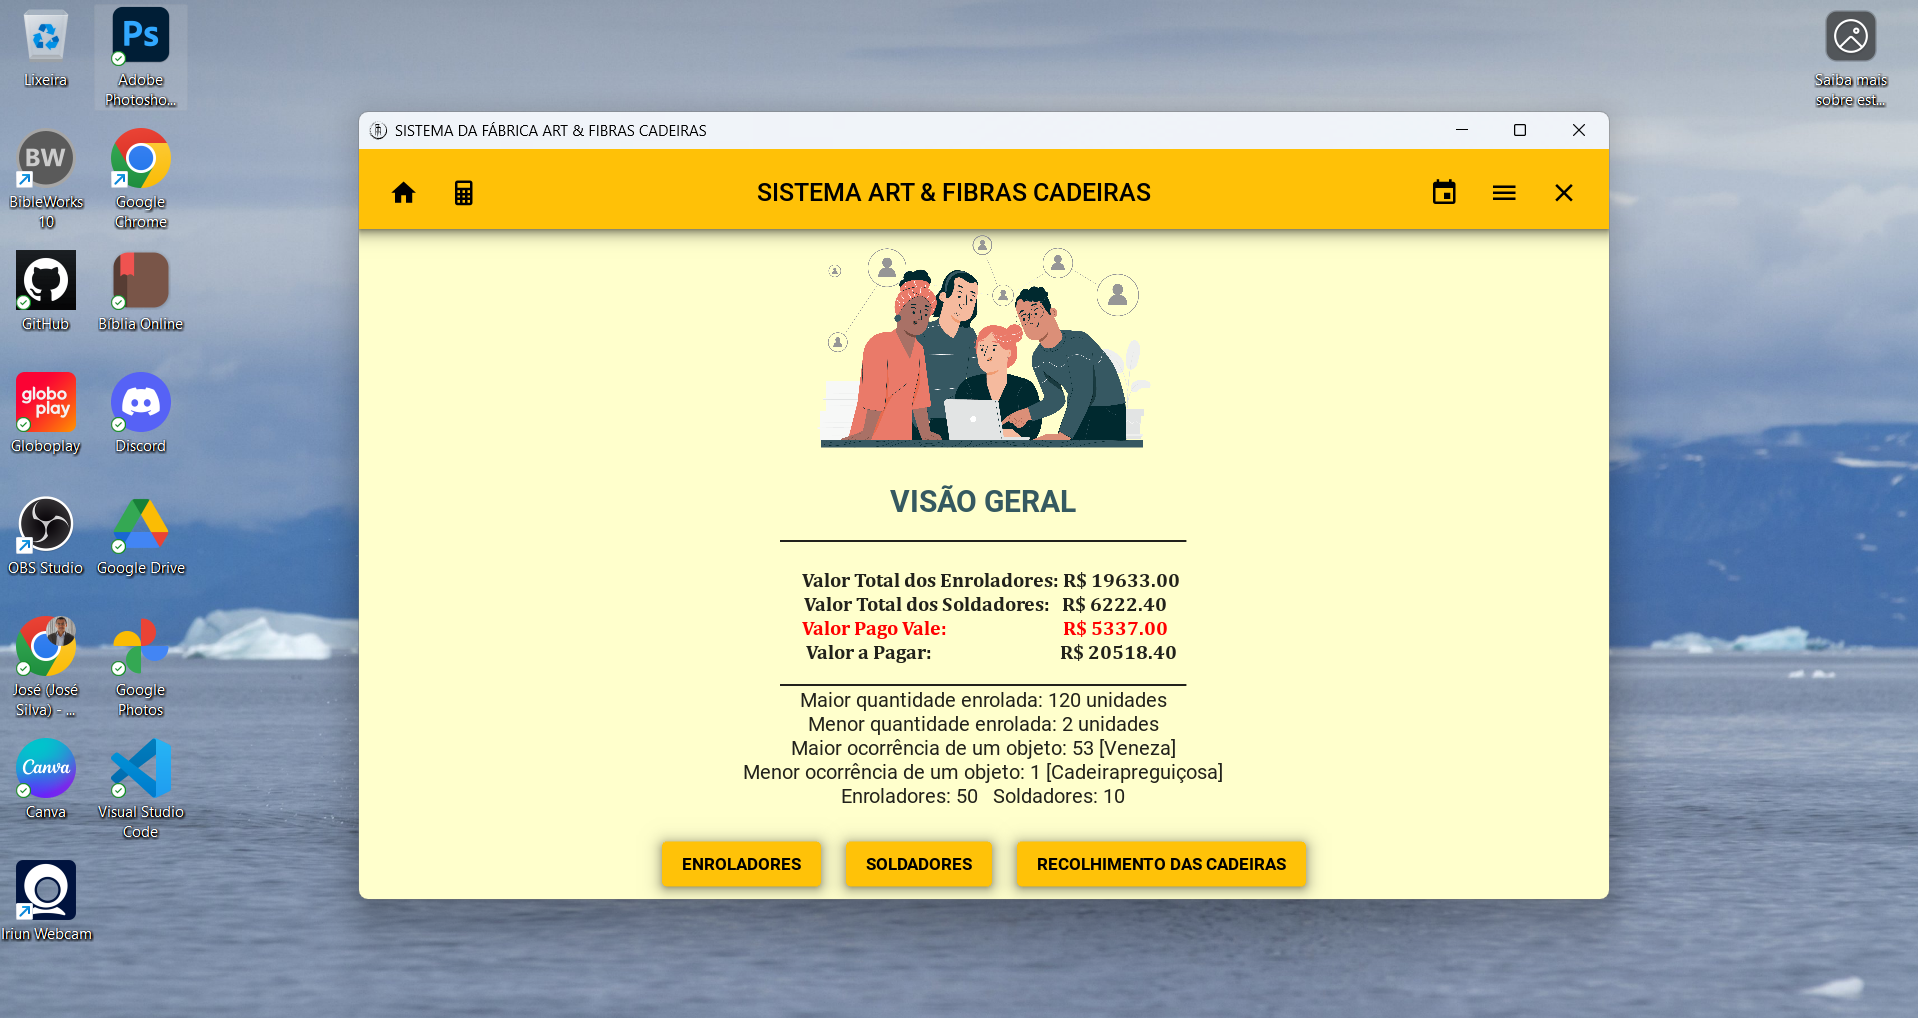 Lixeira
Adobe
Photosho...
BibleWorks
10
Google
Chrome
GitHub
Bíblia Online
Globoplay
Discord
OBS Studio
Google Drive
José (José
Silva) - ...
Google
Photos
Canva
Visual Studio
Code
Iriun Webcam
Ps
BW
globo
play
Canva
Saiba mais
sobre est...
SISTEMA DA FÁBRICA ART & FIBRAS CADEIRAS
SISTEMA ART & FIBRAS CADEIRAS
VISÃO GERAL
Valor Total dos Enroladores: R$ 19633.00
Valor Total dos Soldadores: R$ 6222.40
Valor Pago Vale: R$ 5337.00
Valor a Pagar: R$ 20518.40
Maior quantidade enrolada: 120 unidades
Menor quantidade enrolada: 2 unidades
Maior ocorrência de um objeto: 53 [Veneza]
Menor ocorrência de um objeto: 1 [Cadeirapreguiçosa]
Enroladores: 50 Soldadores: 10
ENROLADORES
SOLDADORES
RECOLHIMENTO DAS CADEIRAS